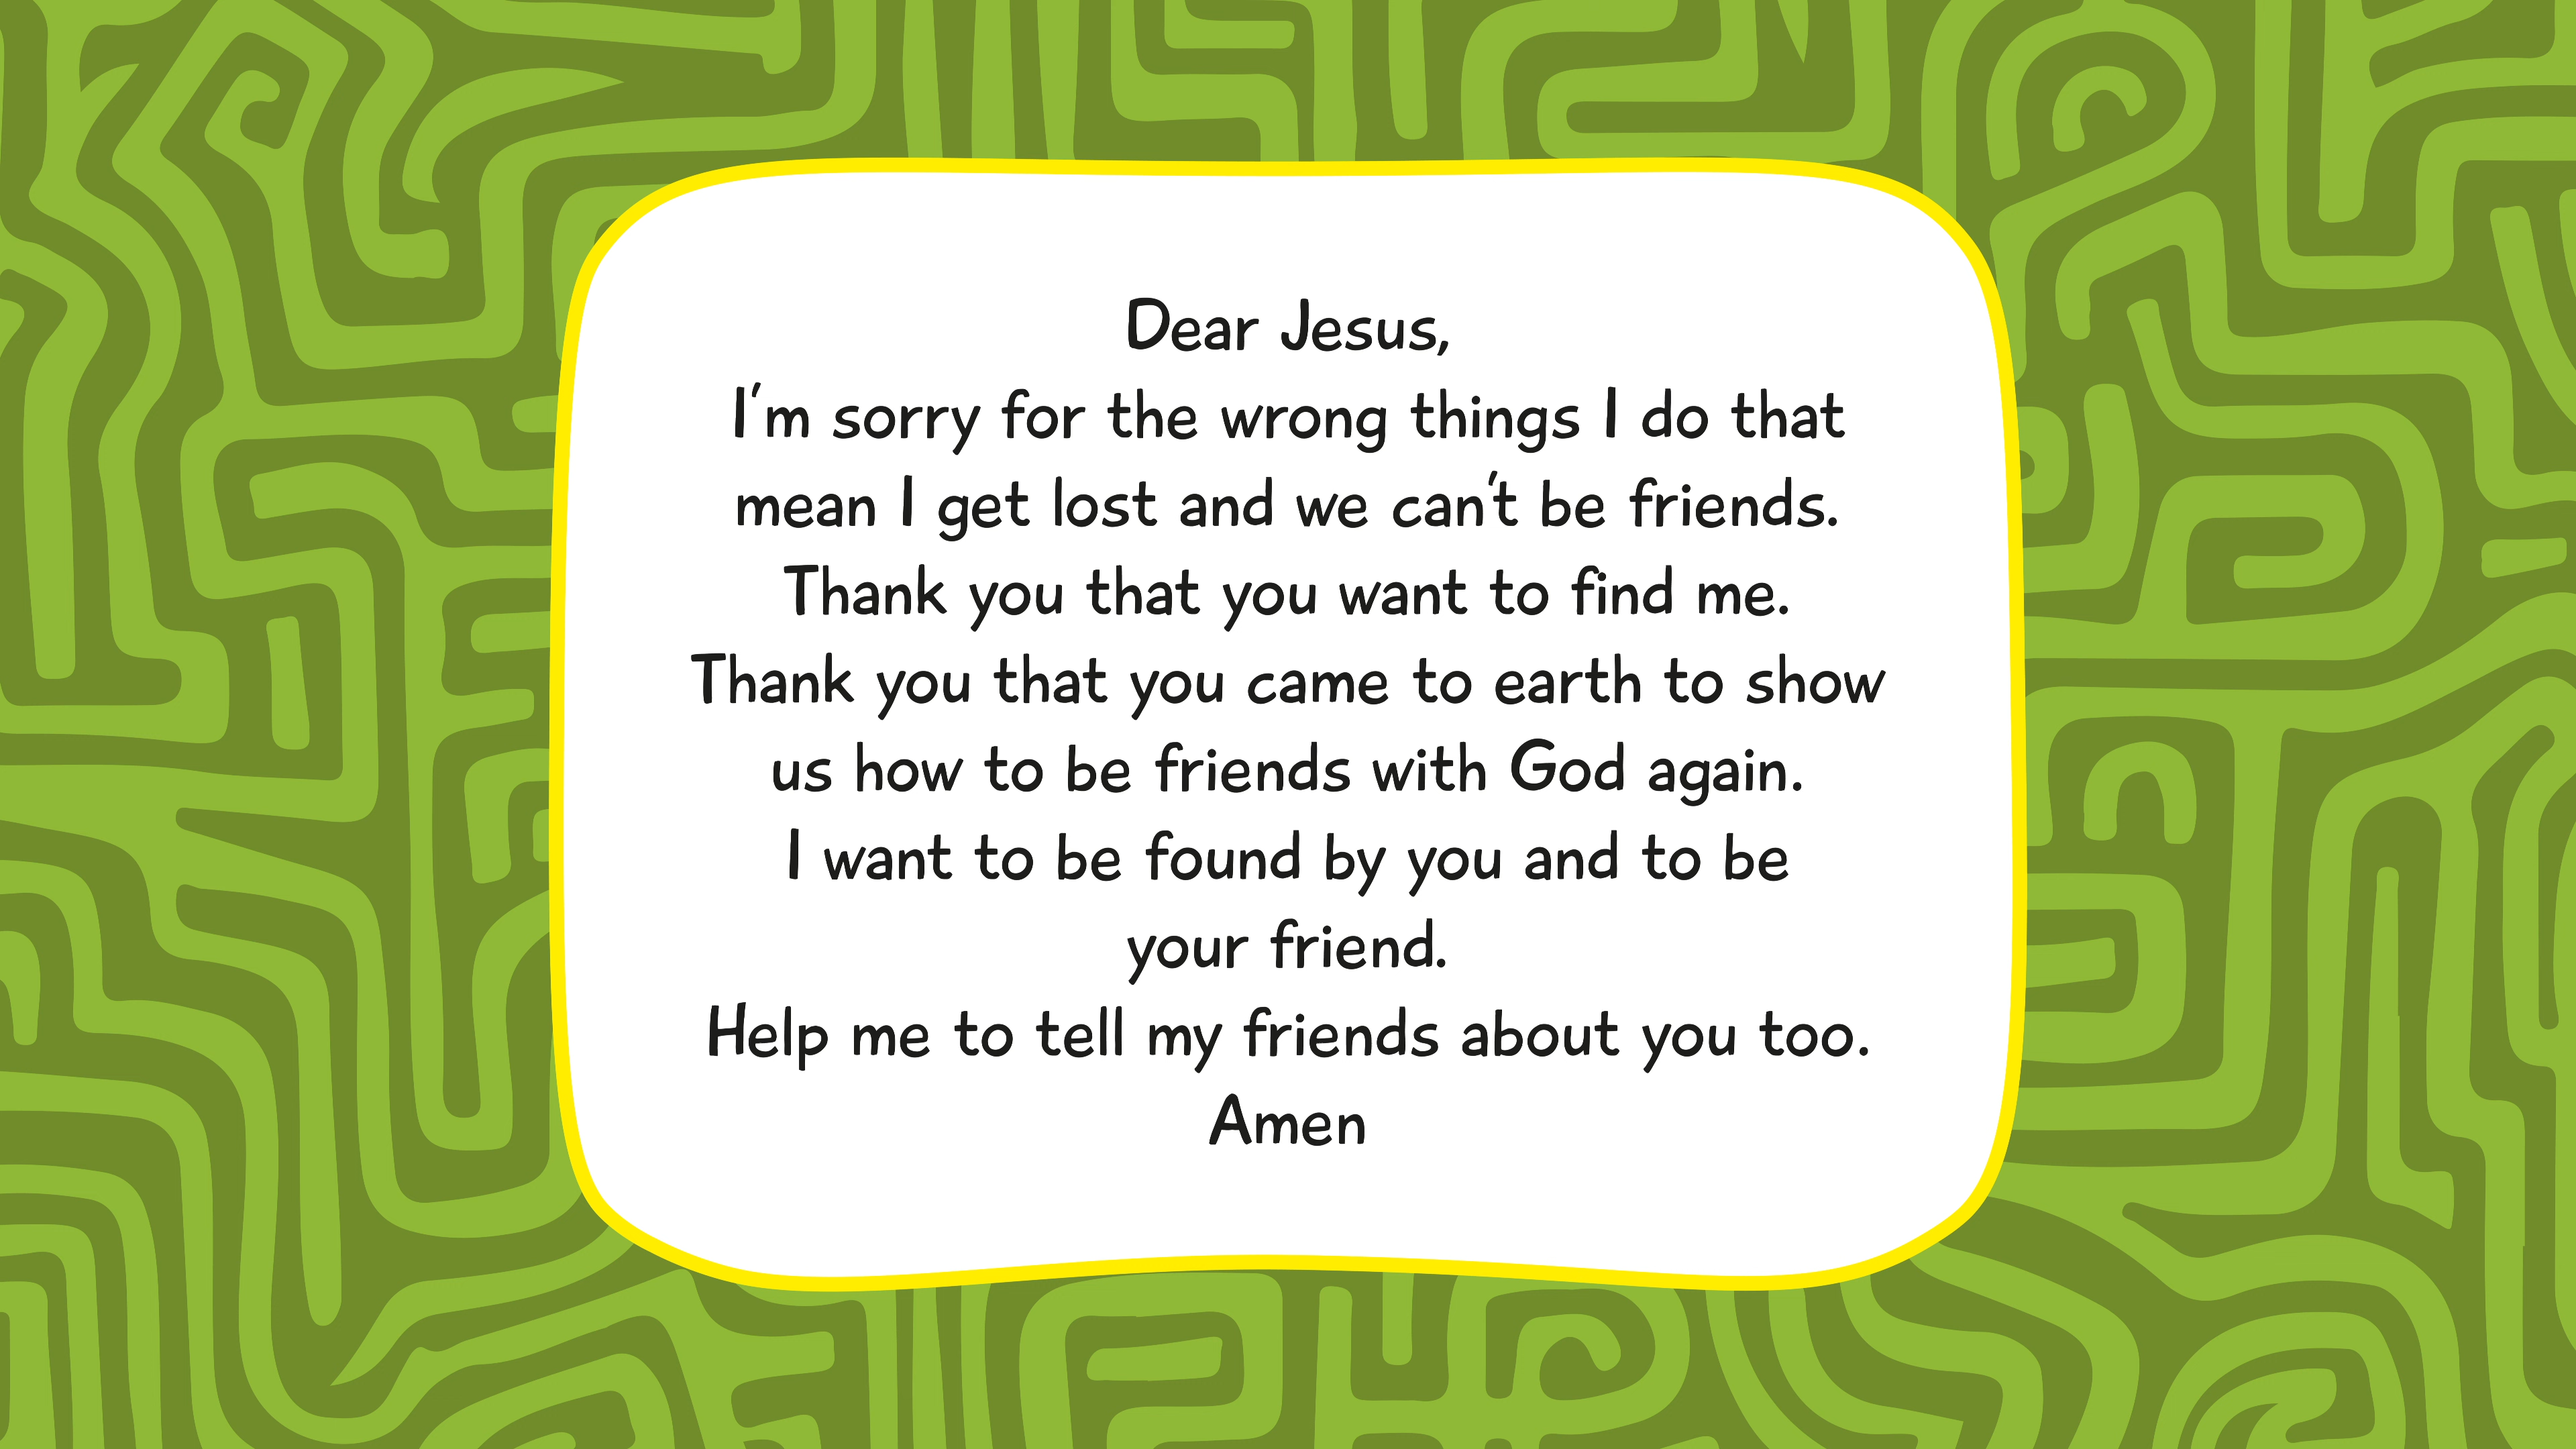 Dear Jesus,
I'm sorry for the wrong things I do that
mean I get lost and we can't be friends.
Thank you that you want to find me.
Thank you that you came to earth to show
us how to be friends with God again.
I want to be found by you and to be
your friend.
Help me to tell my friends about you too.
Amen